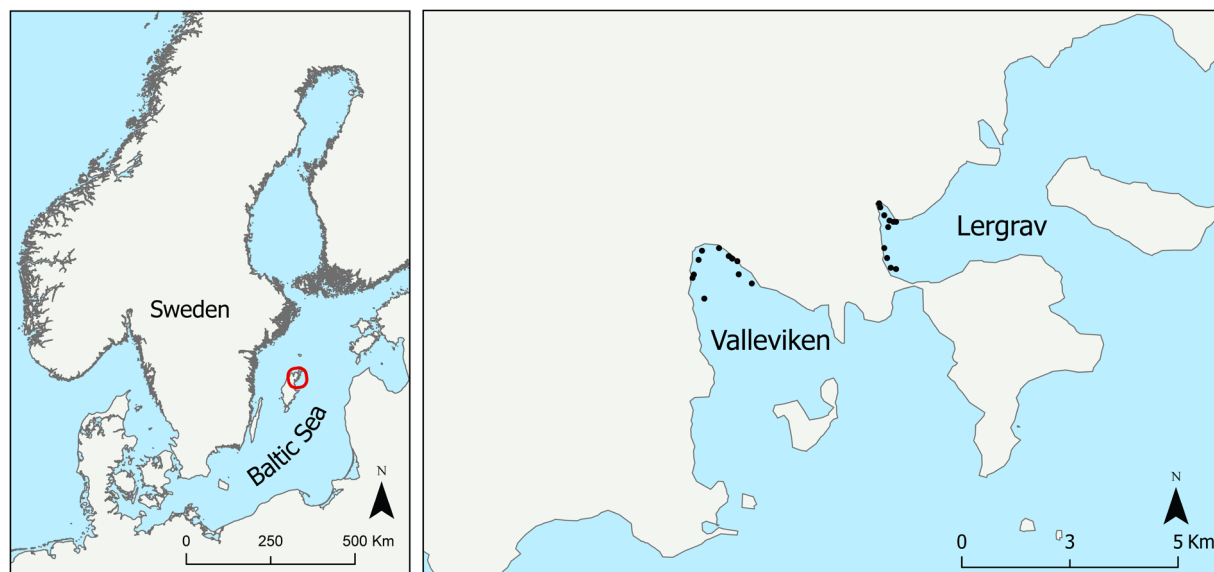 Sweden
Baltic Sea
N
0 250 500 Km
Lergrav
Valleviken
N
0 3 5 Km